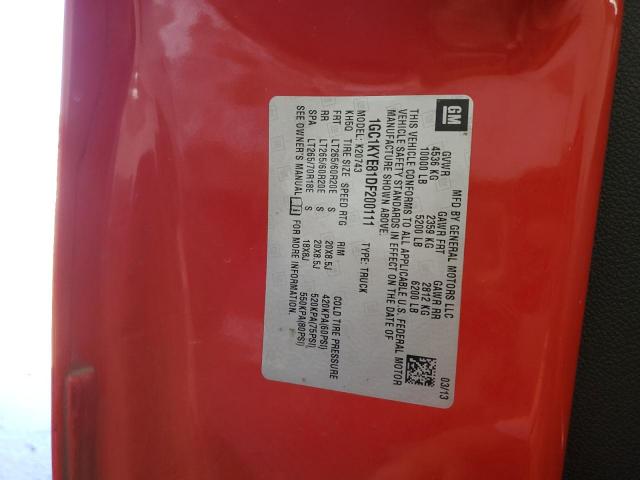 GM
MFD BY GENERAL MOTORS LLC
03/13
GVWR GAWR FRT GAWR RR
4536 KG 2359 KG 2812 KG
10000 LB 5200 LB 6200 LB
THIS VEHICLE CONFORMS TO ALL APPLICABLE U.S. FEDERAL MOTOR
VEHICLE SAFETY STANDARDS IN EFFECT ON THE DATE OF
MANUFACTURE SHOWN ABOVE.
1GC1KYE81DF200111 TYPE: TRUCK
MODEL: K20743
KH5Q TIRE SIZE SPEED RTG RIM COLD TIRE PRESSURE
FRT LT265/60R20E S 20X8.5J 420KPA(60PSI)
RR LT265/60R20E S 20X8.5J 520KPA(75PSI)
SPA LT265/70R18E S 18X8J 550KPA(80PSI)
SEE OWNER'S MANUAL FOR MORE INFORMATION.